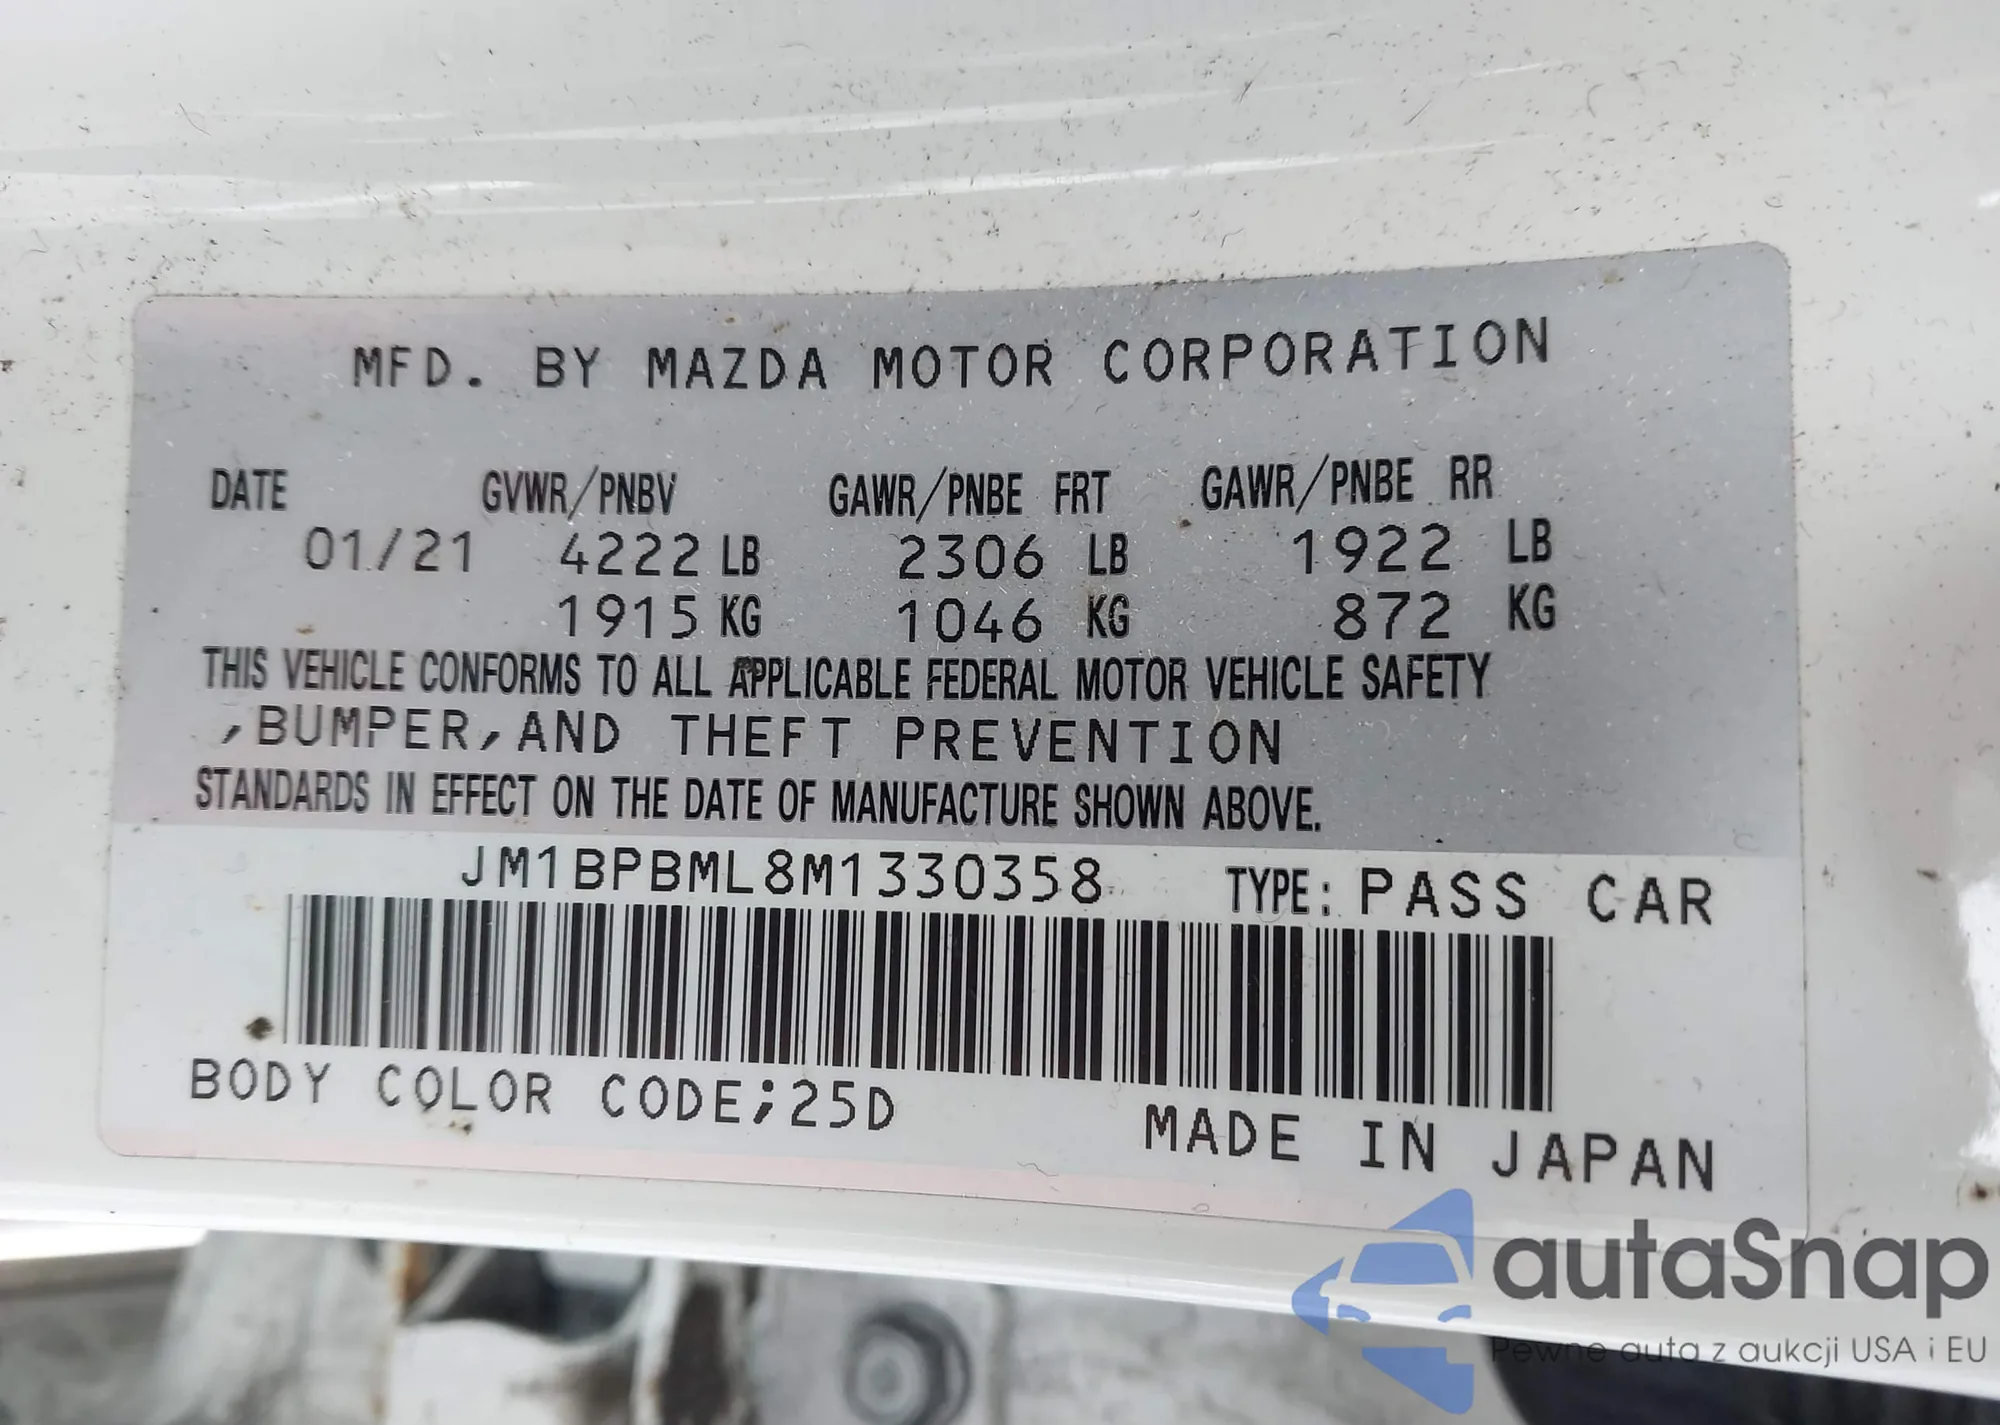 MFD. BY MAZDA MOTOR CORPORATION
DATE GVWR/PNBV GAWR/PNBE FRT GAWR/PNBE RR
01/21 4222 LB 2306 LB 1922 LB
1915 KG 1046 KG 872 KG
THIS VEHICLE CONFORMS TO ALL APPLICABLE FEDERAL MOTOR VEHICLE SAFETY
,BUMPER,AND THEFT PREVENTION
STANDARDS IN EFFECT ON THE DATE OF MANUFACTURE SHOWN ABOVE.
JM1BPBML8M1330358 TYPE: PASS CAR
BODY COLOR CODE;25D
MADE IN JAPAN
autaSnap
Pewne auta z aukcji USA i EU